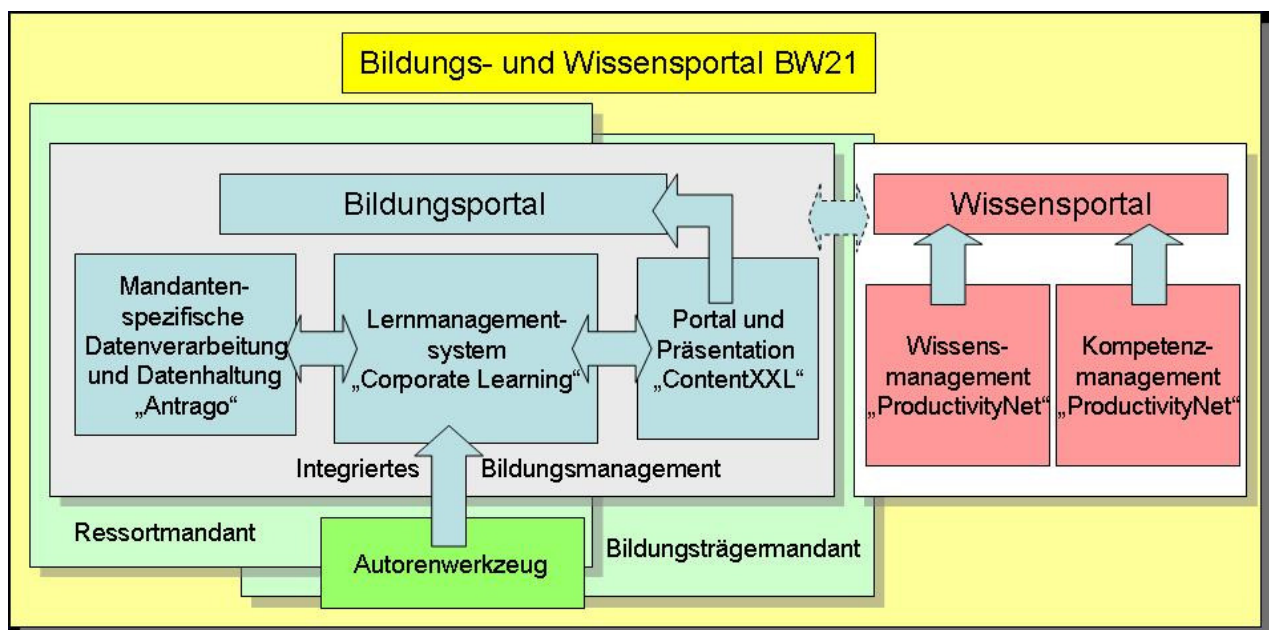 Bildungs- und Wissensportal BW21
Bildungsportal
Wissensportal
Mandanten-
spezifische
Datenverarbeitung
und Datenhaltung
„Antrago“
Lernmanagement-
system
„Corporate Learning“
Portal und
Präsentation
„ContentXXL“
Wissens-
management
„ProductivityNet“
Kompetenz-
management
„ProductivityNet“
Integriertes Bildungsmanagement
Ressortmandant
Autorenwerkzeug
Bildungsträgermandant